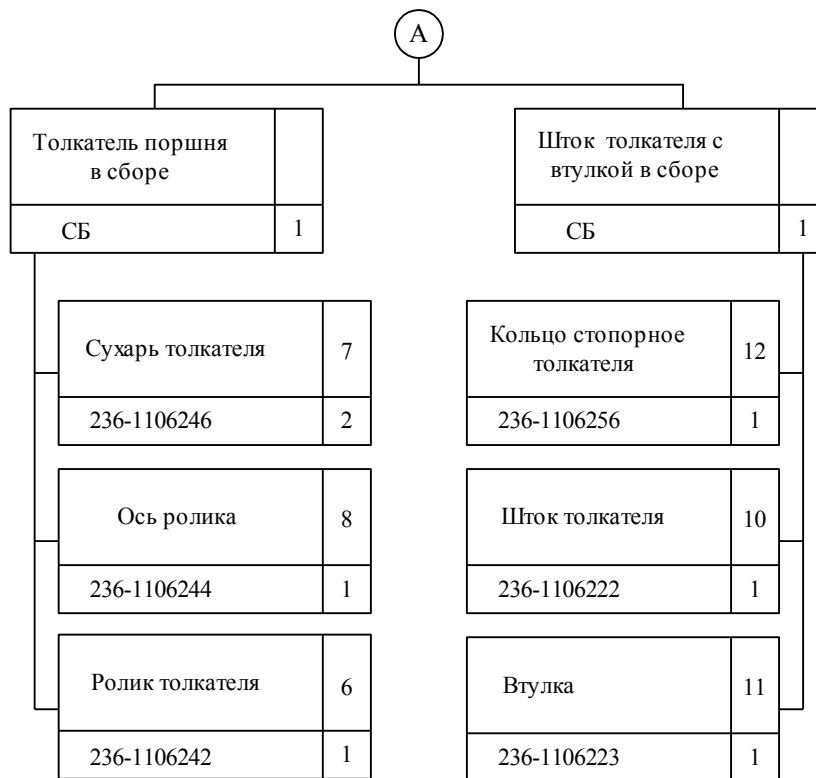 А
Толкатель поршня
в сборе
СБ
1
Сухарь толкателя
7
236-1106246
2
Ось ролика
8
236-1106244
1
Ролик толкателя
6
236-1106242
1
Шток толкателя с
втулкой в сборе
СБ
1
Кольцо стопорное
толкателя
12
236-1106256
1
Шток толкателя
10
236-1106222
1
Втулка
11
236-1106223
1